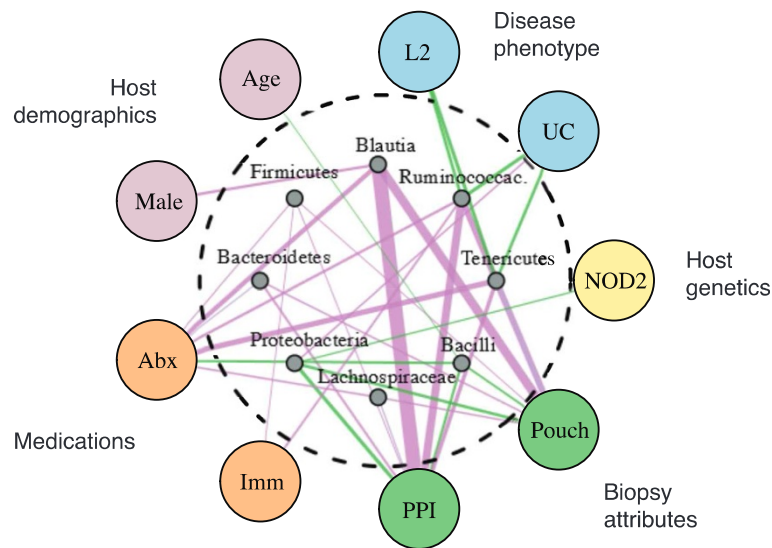 Disease
phenotype
L2
Age
Host
demographics
UC
Blautia
Firmicutes
Ruminococcac.
Male
Bacteroidetes
Tenericutes
NOD2
Host
genetics
Proteobacteria
Bacilli
Abx
Lachnospiraceae
Medications
Pouch
Imm
PPI
Biopsy
attributes